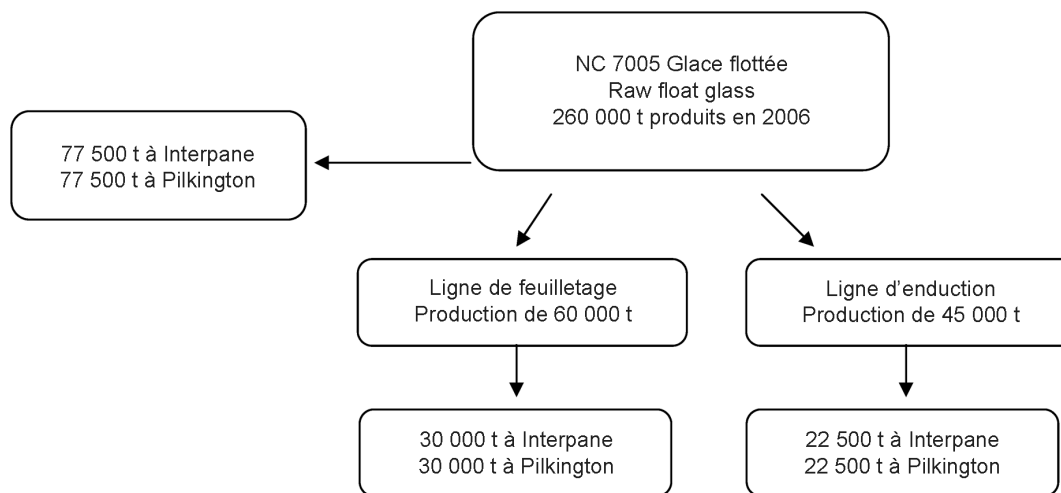 NC 7005 Glace flottée
Raw float glass
260 000 t produits en 2006
77 500 t à Interpane
77 500 t à Pilkington
Ligne de feuilletage
Production de 60 000 t
Ligne d’enduction
Production de 45 000 t
30 000 t à Interpane
30 000 t à Pilkington
22 500 t à Interpane
22 500 t à Pilkington